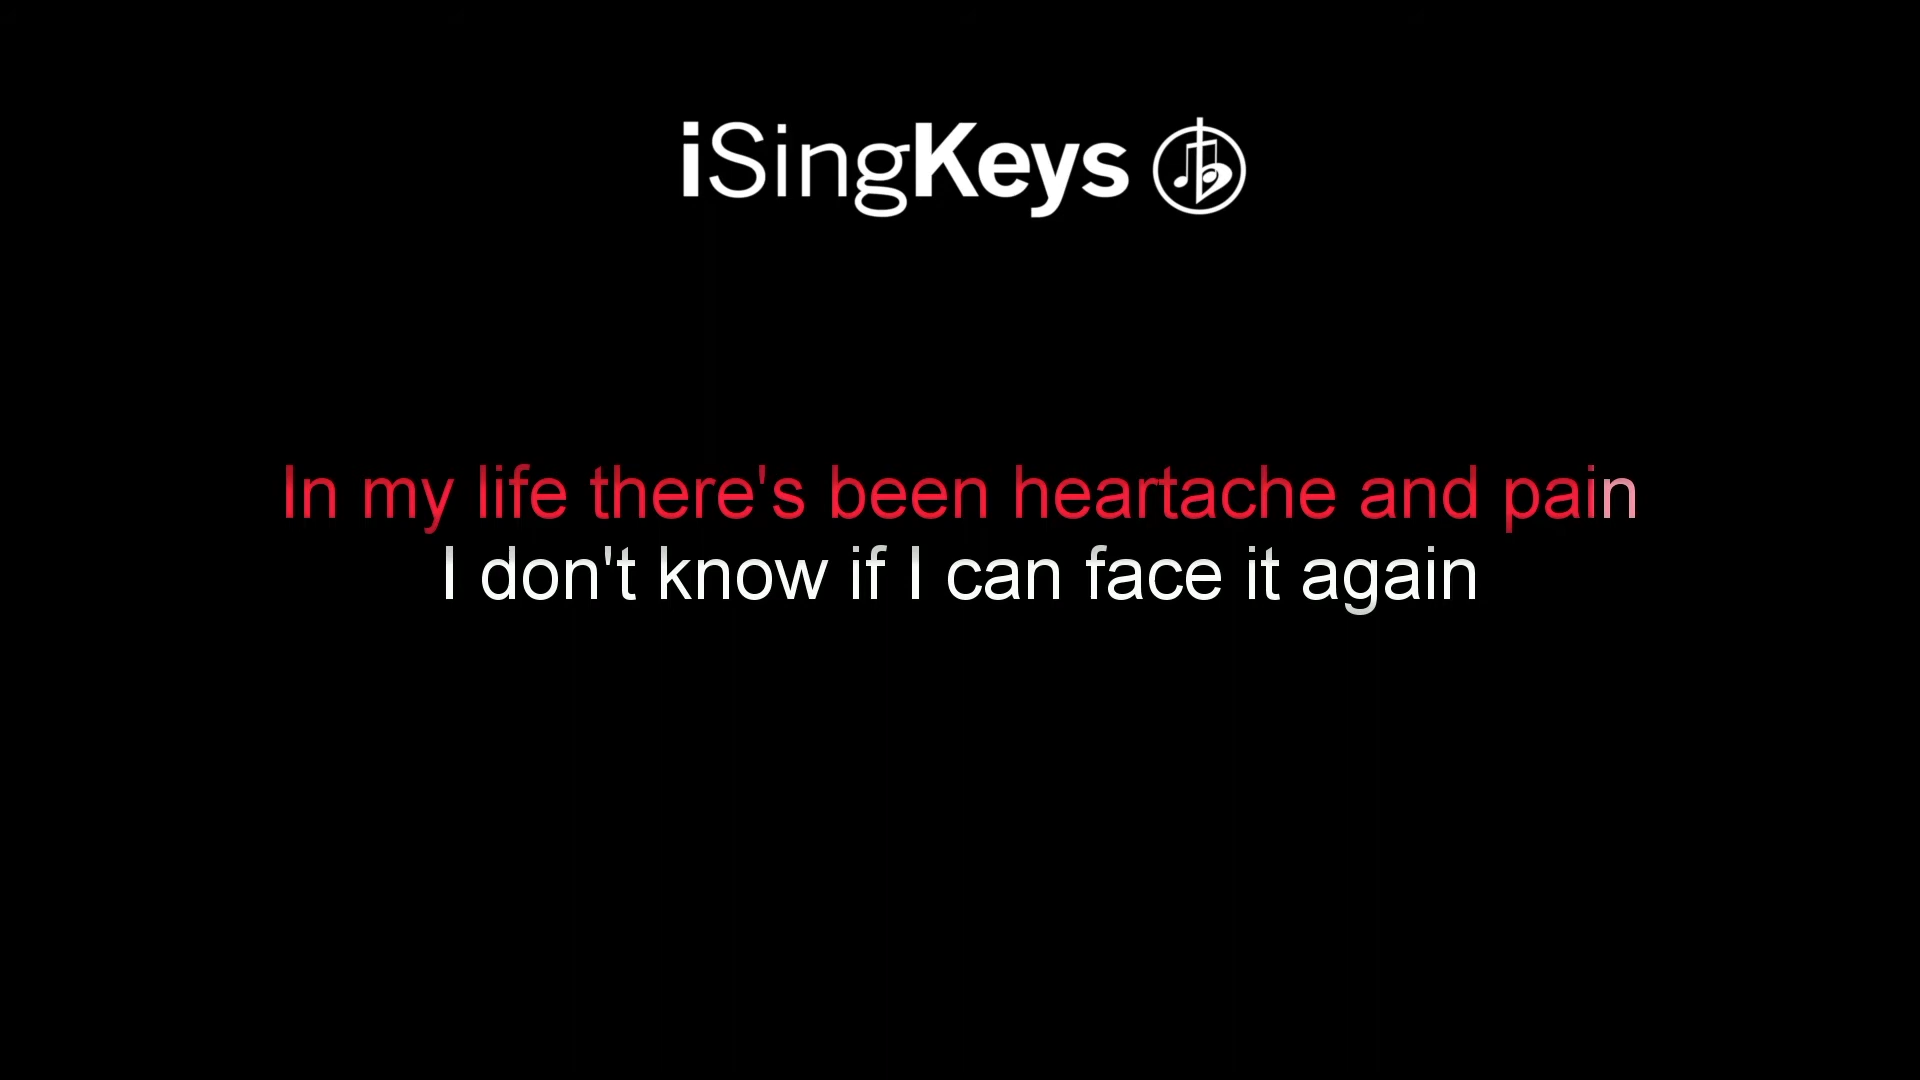 iSingKeys
In my life there's been heartache and pain
I don't know if I can face it again